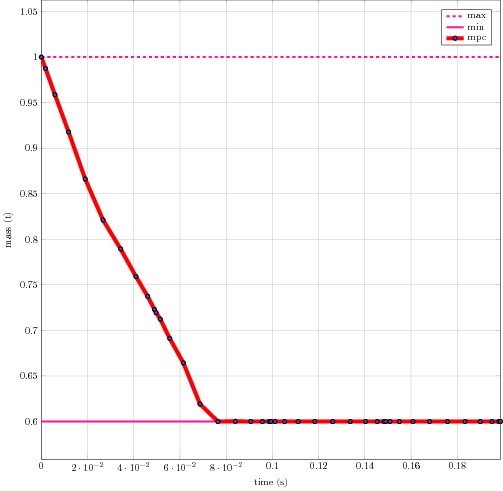 1.05
1
0.95
0.9
0.85
0.8
0.75
0.7
0.65
0.6
mass (t)
max
min
mpc
0 2·10⁻² 4·10⁻² 6·10⁻² 8·10⁻² 0.1 0.12 0.14 0.16 0.18
time (s)